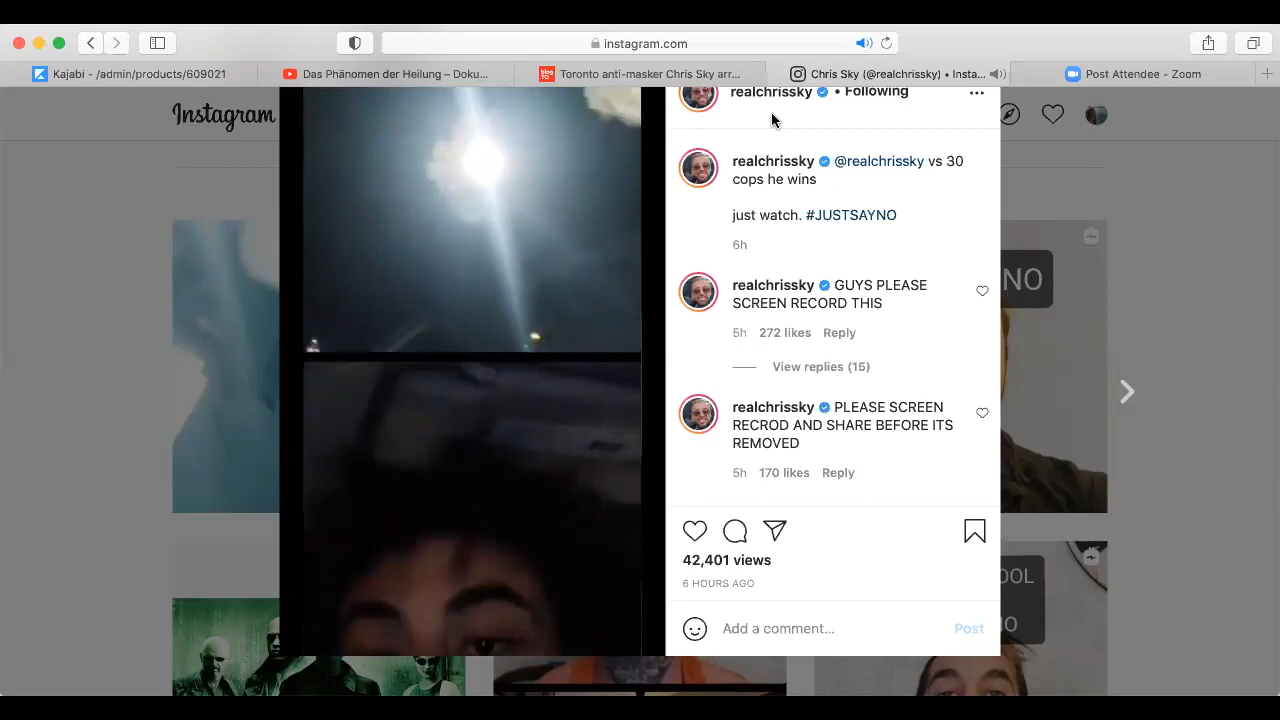 instagram.com
Kajabi - /admin/products/609021
Das Phänomen der Heilung – Doku...
blog TO
Toronto anti-masker Chris Sky arr...
Chris Sky (@realchrissky) • Insta...
Post Attendee - Zoom
Instagram
realchrissky • Following
realchrissky @realchrissky vs 30
cops he wins
just watch. #JUSTSAYNO
6h
realchrissky GUYS PLEASE
SCREEN RECORD THIS
5h 272 likes Reply
View replies (15)
realchrissky PLEASE SCREEN
RECROD AND SHARE BEFORE ITS
REMOVED
5h 170 likes Reply
42,401 views
6 HOURS AGO
Add a comment... Post
NO
OOL
NO